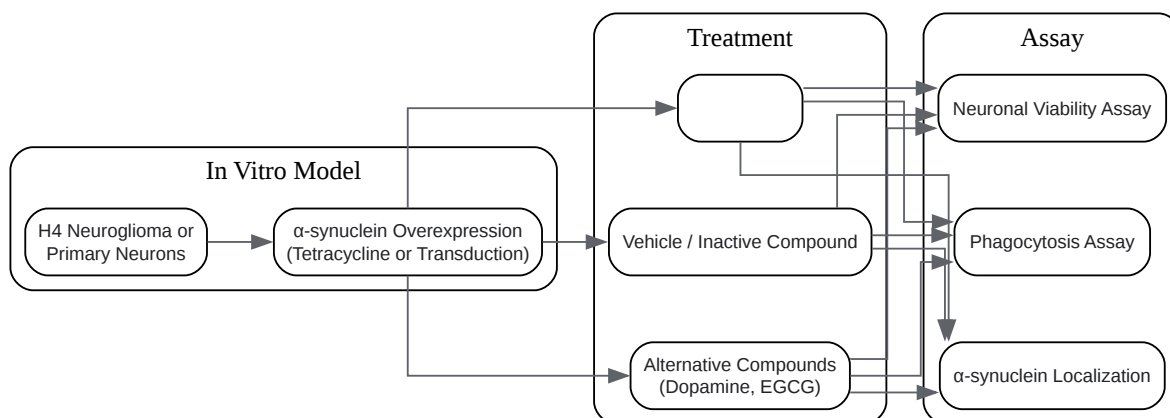 Treatment
Assay
Neuronal Viability Assay
In Vitro Model
H4 Neuroglioma or
Primary Neurons
α-synuclein Overexpression
(Tetracycline or Transduction)
Vehicle / Inactive Compound
Phagocytosis Assay
Alternative Compounds
(Dopamine, EGCG)
α-synuclein Localization